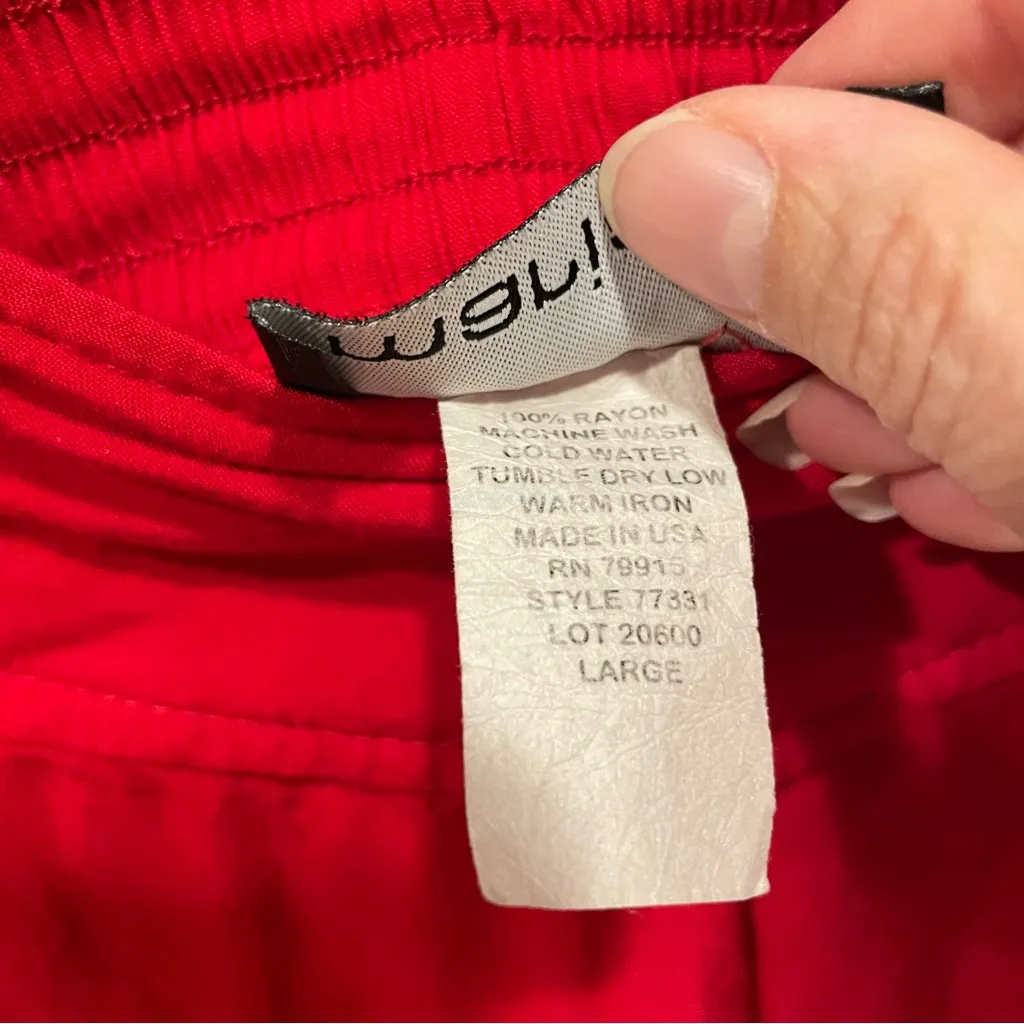 100% RAYON
MACHINE WASH
COLD WATER
TUMBLE DRY LOW
WARM IRON
MADE IN USA
RN 79915
STYLE 77331
LOT 20600
LARGE